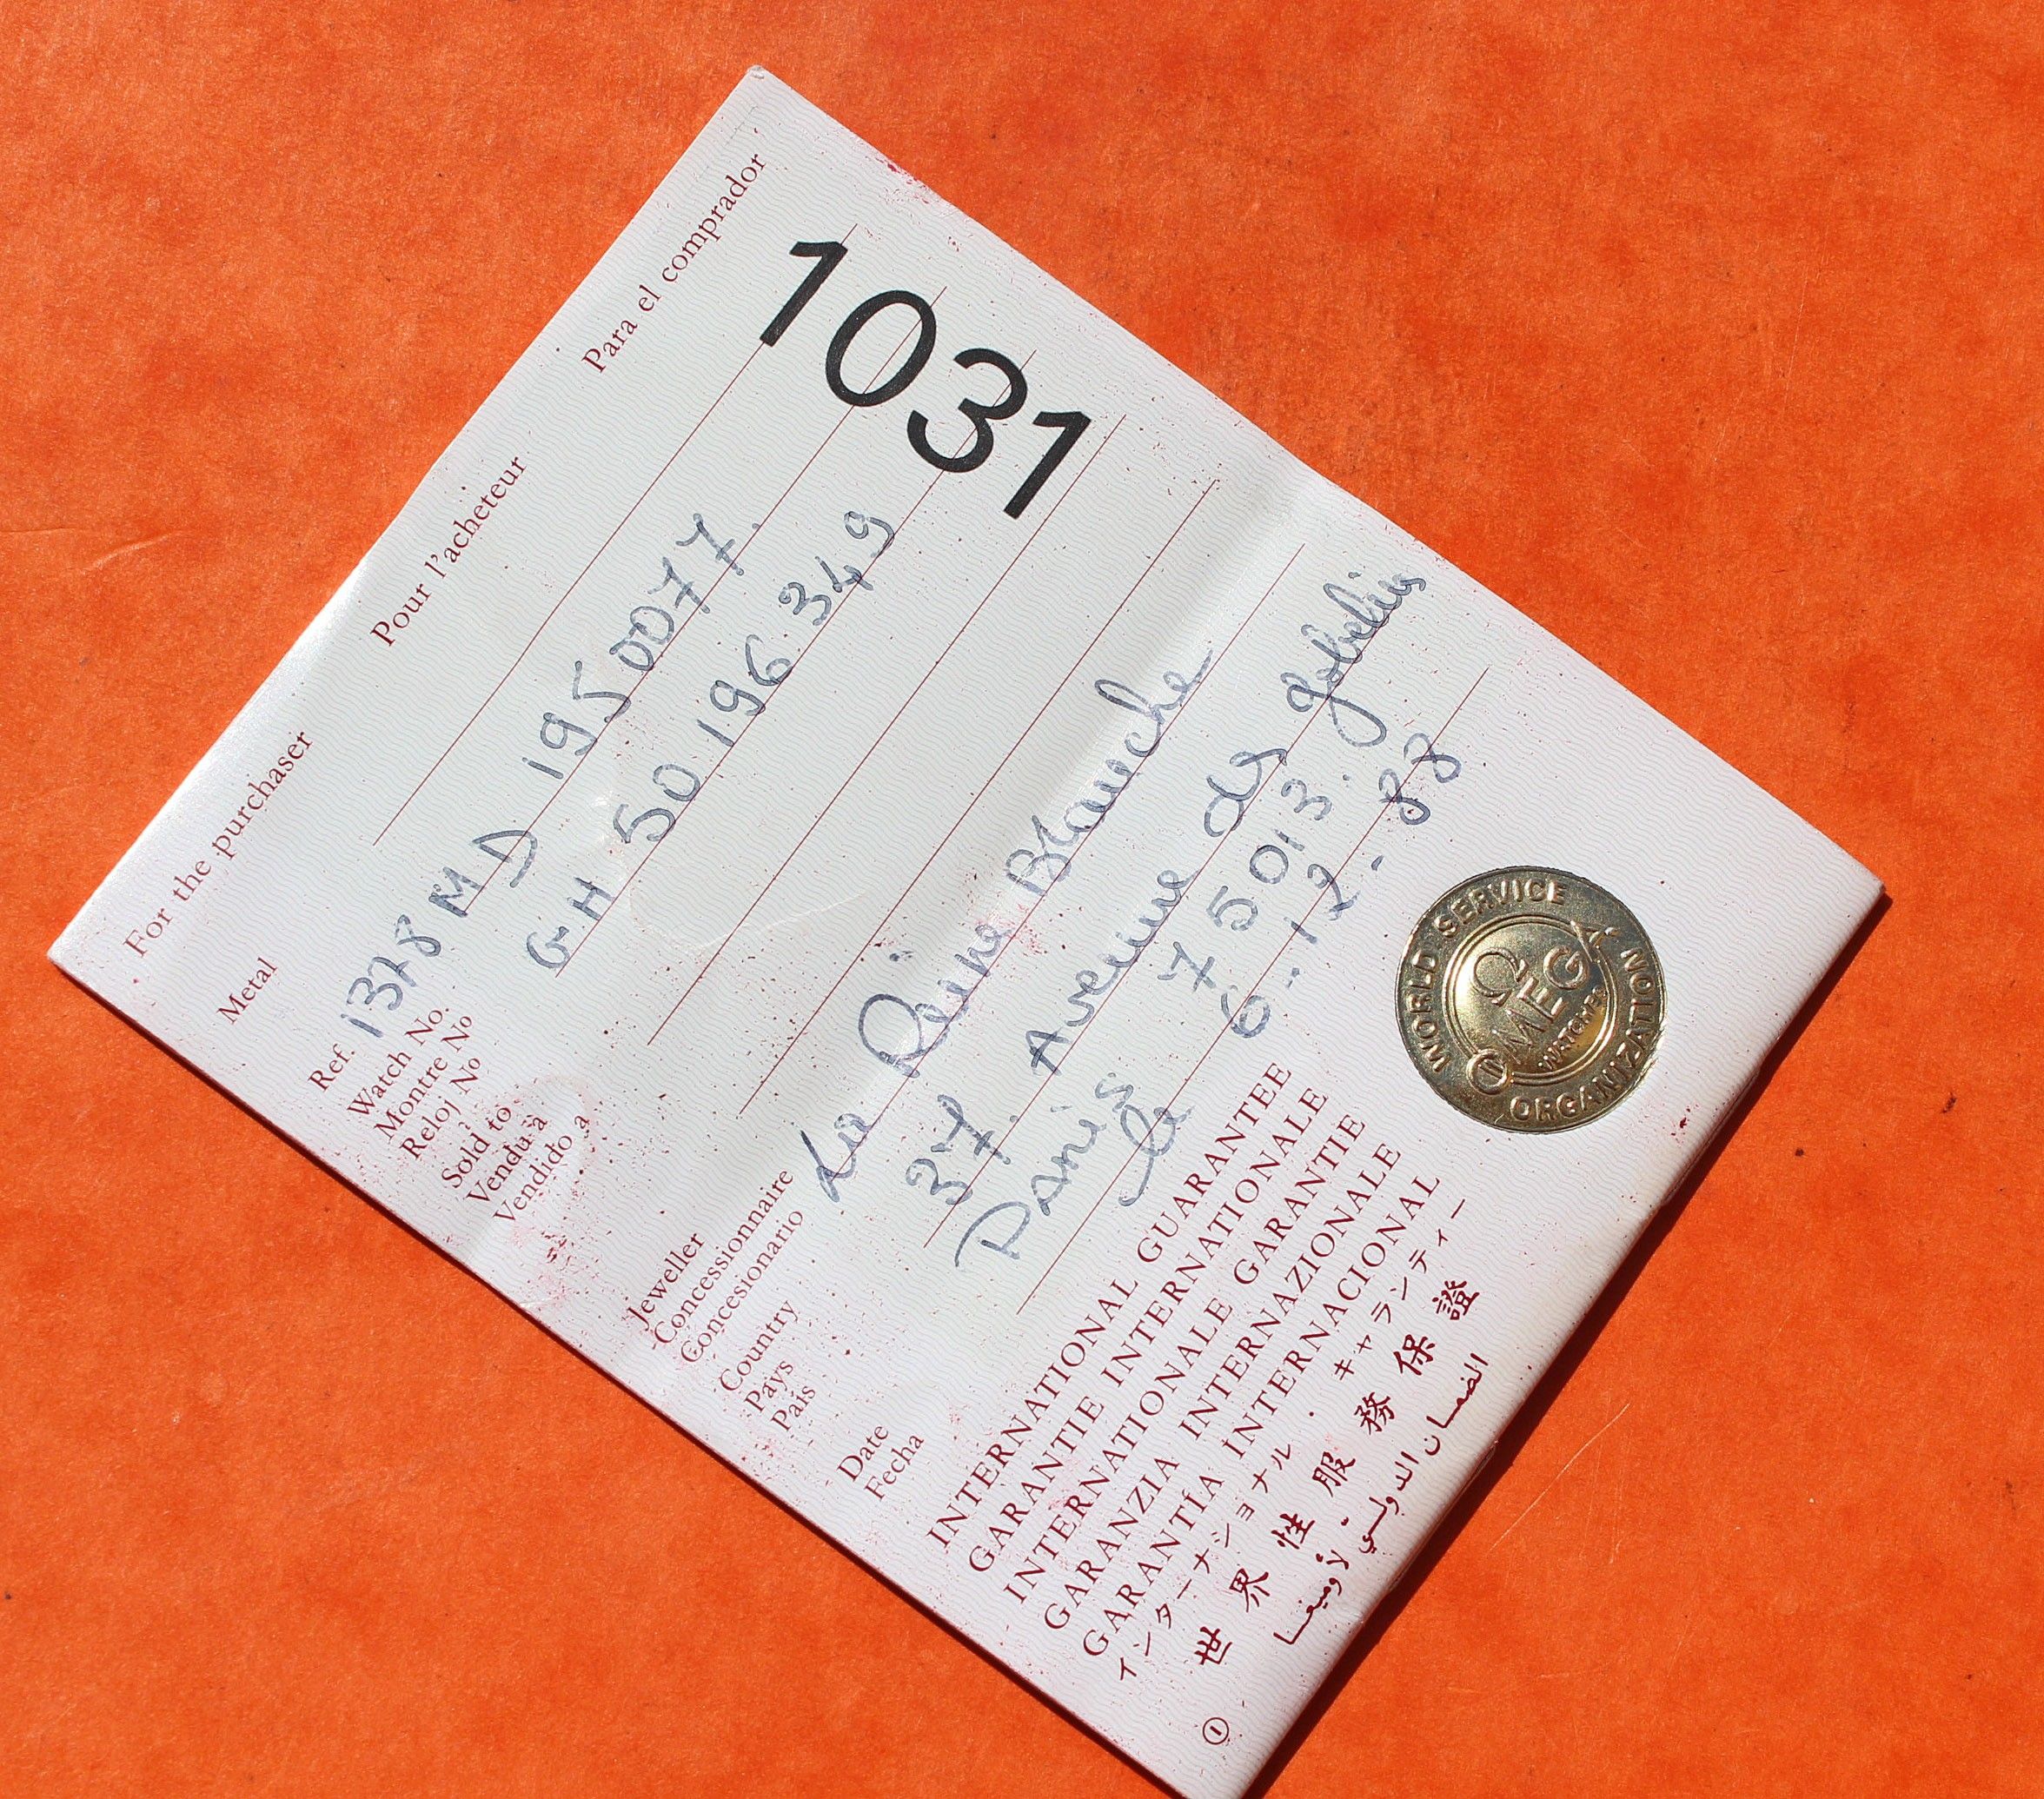 For the purchaser Pour l'acheteur Para el comprador
Metal
1031
Ref. 1378 MD 1950077
Watch No
Montre No
Reloj No
GH 50 196.349
Sold to
Vendu à
Vendido a
Jeweller
Concessionnaire
Concesionario
La Reine Blanche
37. Avenue des gobelins
Country
Pays
País
Paris 75013.
Date
Fecha
le 6.12.88
INTERNATIONAL GUARANTEE
GARANTIE INTERNATIONALE
INTERNATIONALE GARANTIE
GARANZIA INTERNAZIONALE
GARANTÍA INTERNACIONAL
インターナショナル・ギャランティー
世界性服務保證
الضمان الدولي لأوميغا
1
WORLD SERVICE ORGANIZATION
Ω
OMEGA
WATCHES